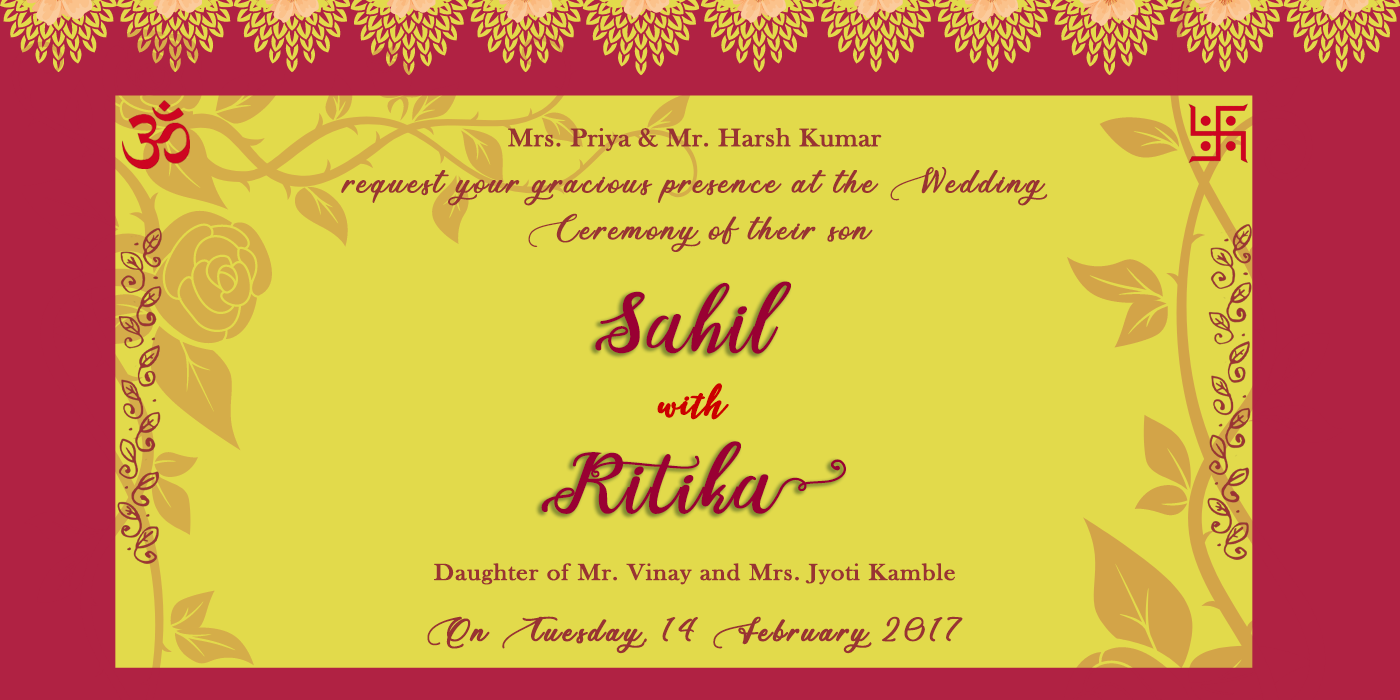 ॐ
Mrs. Priya & Mr. Harsh Kumar
request your gracious presence at the Wedding
Ceremony of their son
Sahil
with
Ritika
Daughter of Mr. Vinay and Mrs. Jyoti Kamble
On Tuesday, 14 February 2017